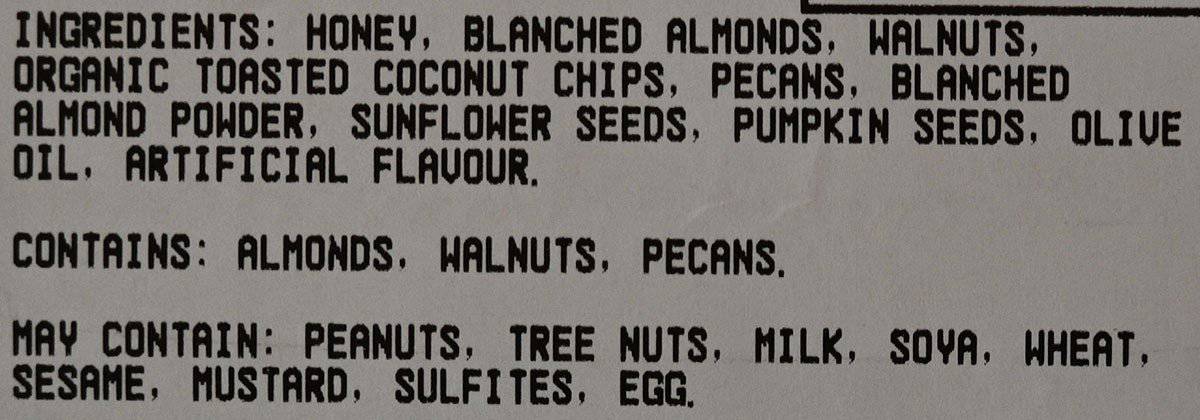 INGREDIENTS: HONEY, BLANCHED ALMONDS, WALNUTS,
ORGANIC TOASTED COCONUT CHIPS, PECANS, BLANCHED
ALMOND POWDER, SUNFLOWER SEEDS, PUMPKIN SEEDS, OLIVE
OIL, ARTIFICIAL FLAVOUR.
CONTAINS: ALMONDS, WALNUTS, PECANS.
MAY CONTAIN: PEANUTS, TREE NUTS, MILK, SOYA, WHEAT,
SESAME, MUSTARD, SULFITES, EGG.